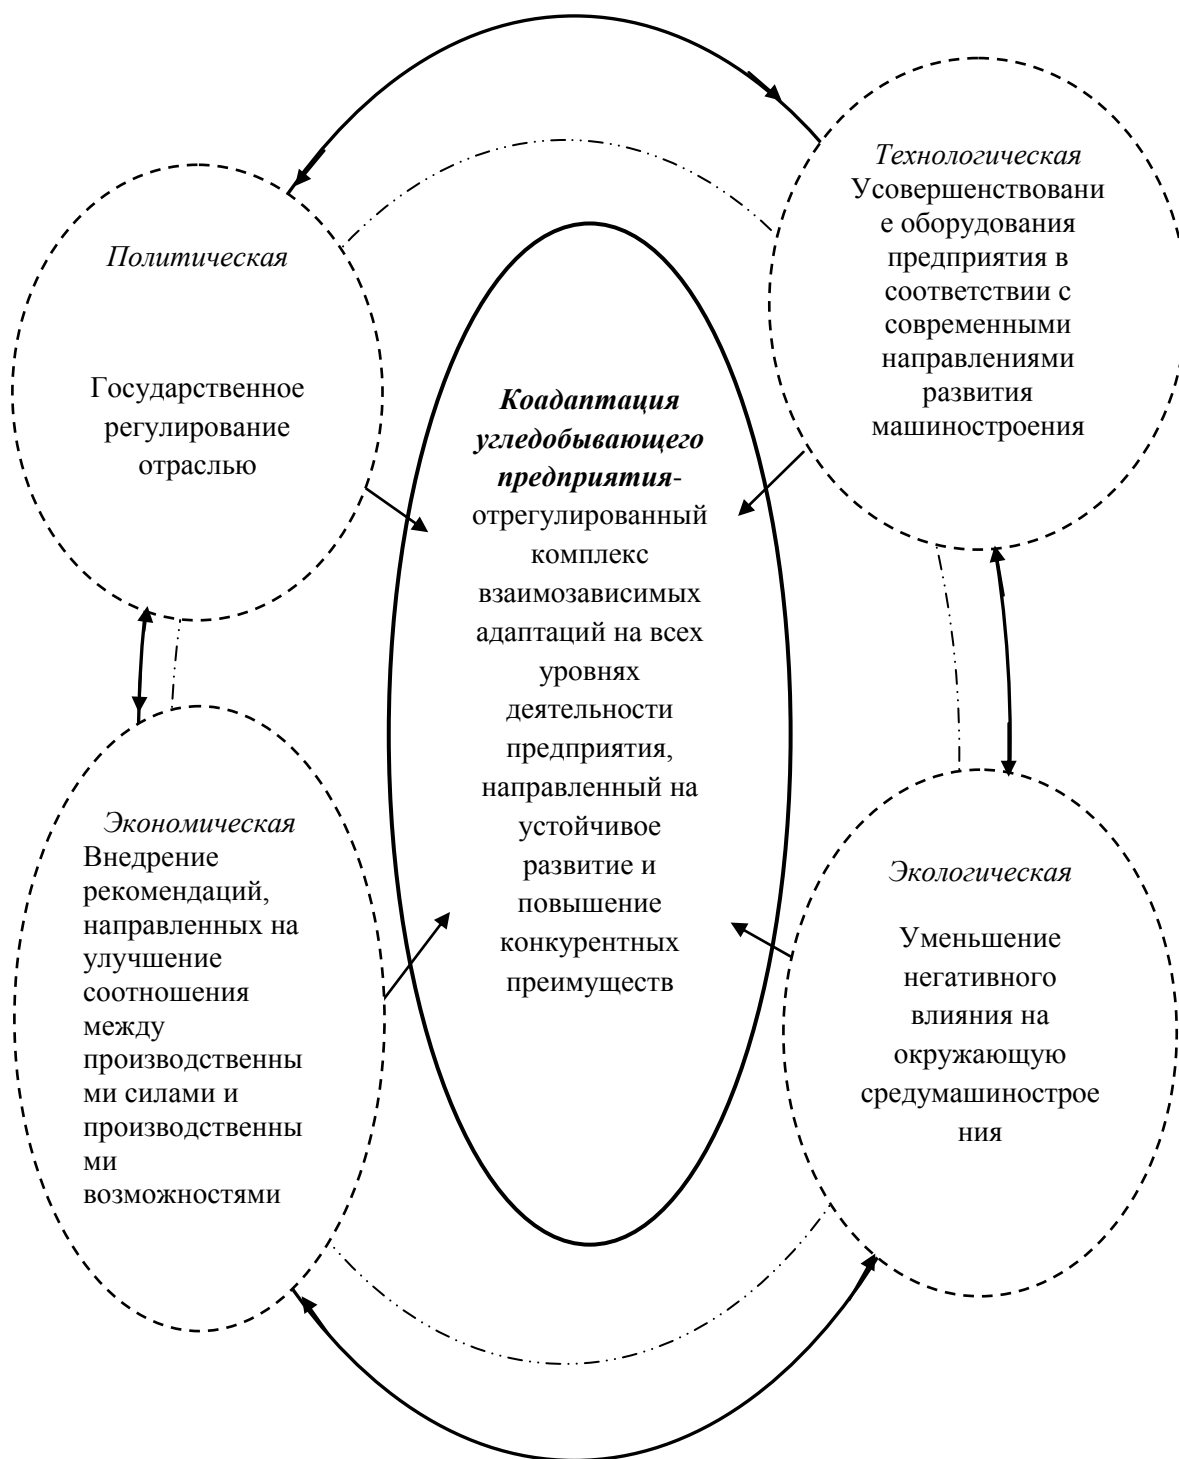 Политическая
Государственное
регулирование
отраслью
Технологическая
Усовершенствовани
е оборудования
предприятия в
соответствии с
современными
направлениями
развития
машиностроения
Коадаптация
угледобывающего
предприятия-
отрегулированный
комплекс
взаимозависимых
адаптаций на всех
уровнях
деятельности
предприятия,
направленный на
устойчивое
развитие и
повышение
конкурентных
преимуществ
Экономическая
Внедрение
рекомендаций,
направленных на
улучшение
соотношения
между
производственны
ми силами и
производственны
ми
возможностями
Экологическая
Уменьшение
негативного
влияния на
окружающую
средумашинострое
ния